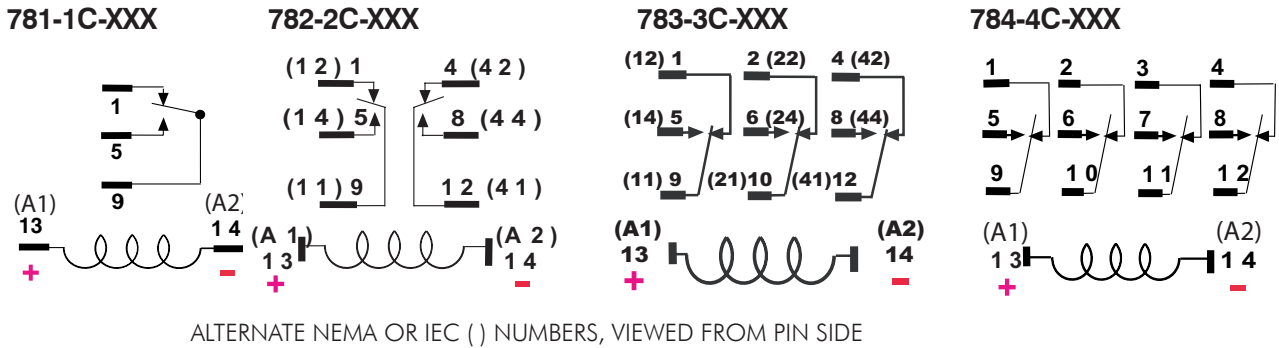 781-1C-XXX 782-2C-XXX 783-3C-XXX 784-4C-XXX
(12) 1 4 (42) (12) 1 2 (22) 4 (42) 1 2 3 4
1
(14) 5 8 (44) (14) 5 6 (24) 8 (44) 5 6 7 8
5
(11) 9 12 (41) (11) 9 (21) 10 (41) 12 9 10 11 12
9
(A1) (A2) (A1) (A2) (A1) (A2) (A1) (A2)
13 14 13 14 13 14 13 14
+ - + - + - + -
ALTERNATE NEMA OR IEC ( ) NUMBERS, VIEWED FROM PIN SIDE